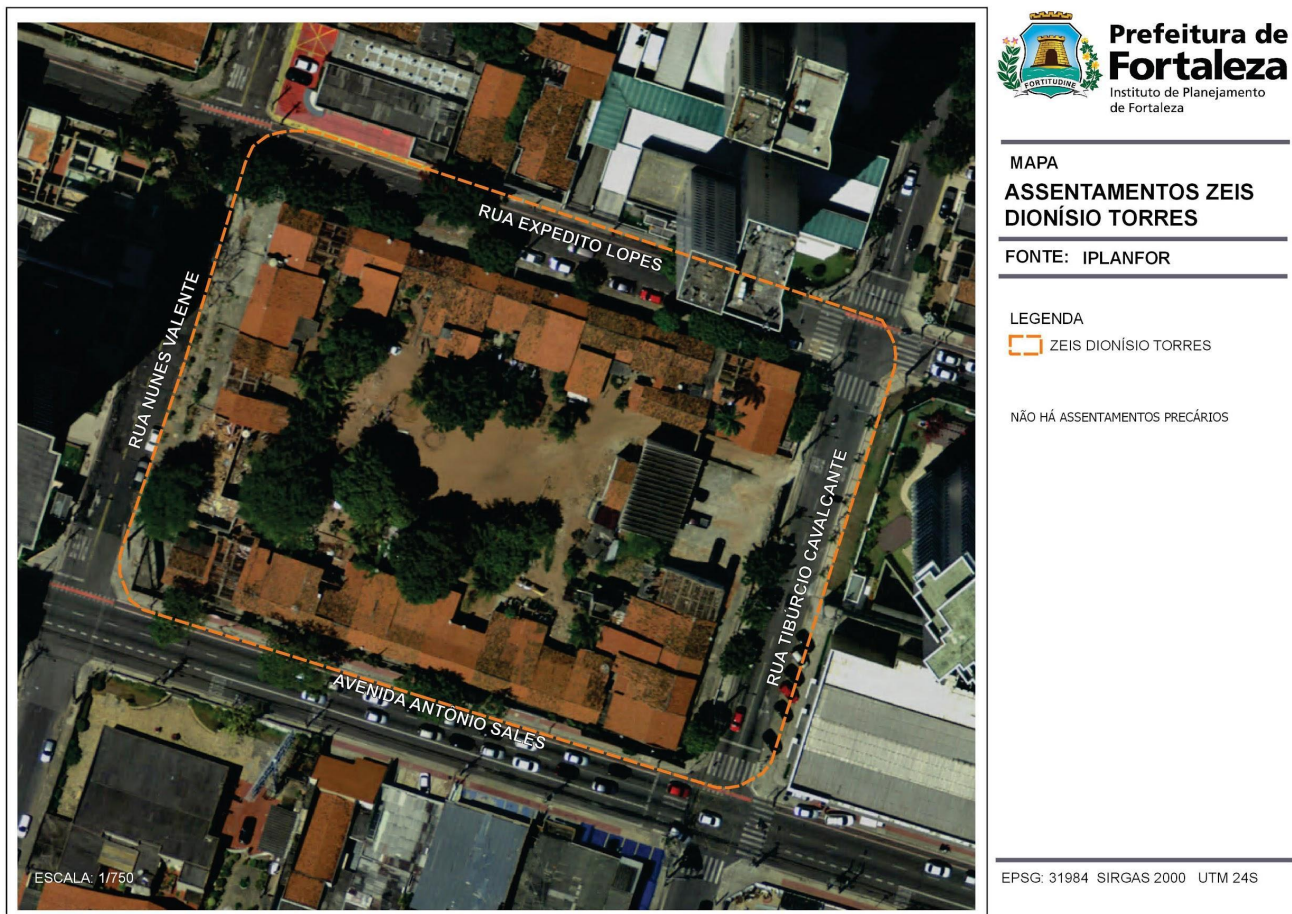 Prefeitura de
Fortaleza
Instituto de Planejamento
de Fortaleza
FORTITUDINE
MAPA
ASSENTAMENTOS ZEIS
DIONÍSIO TORRES
FONTE: IPLANFOR
LEGENDA
ZEIS DIONÍSIO TORRES
NÃO HÁ ASSENTAMENTOS PRECÁRIOS
RUA EXPEDITO LOPES
RUA NUNES VALENTE
RUA TIBÚRCIO CAVALCANTE
AVENIDA ANTÔNIO SALES
ESCALA: 1/750
EPSG: 31984 SIRGAS 2000 UTM 24S